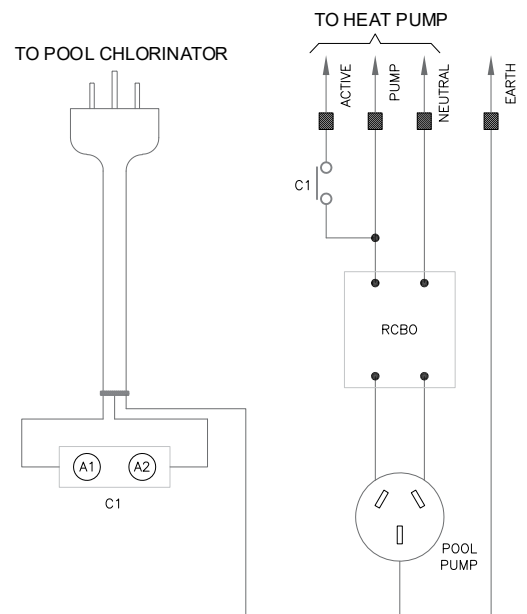 TO HEAT PUMP
TO POOL CHLORINATOR
ACTIVE
PUMP
NEUTRAL
EARTH
C1
RCBO
A1
A2
C1
POOL
PUMP